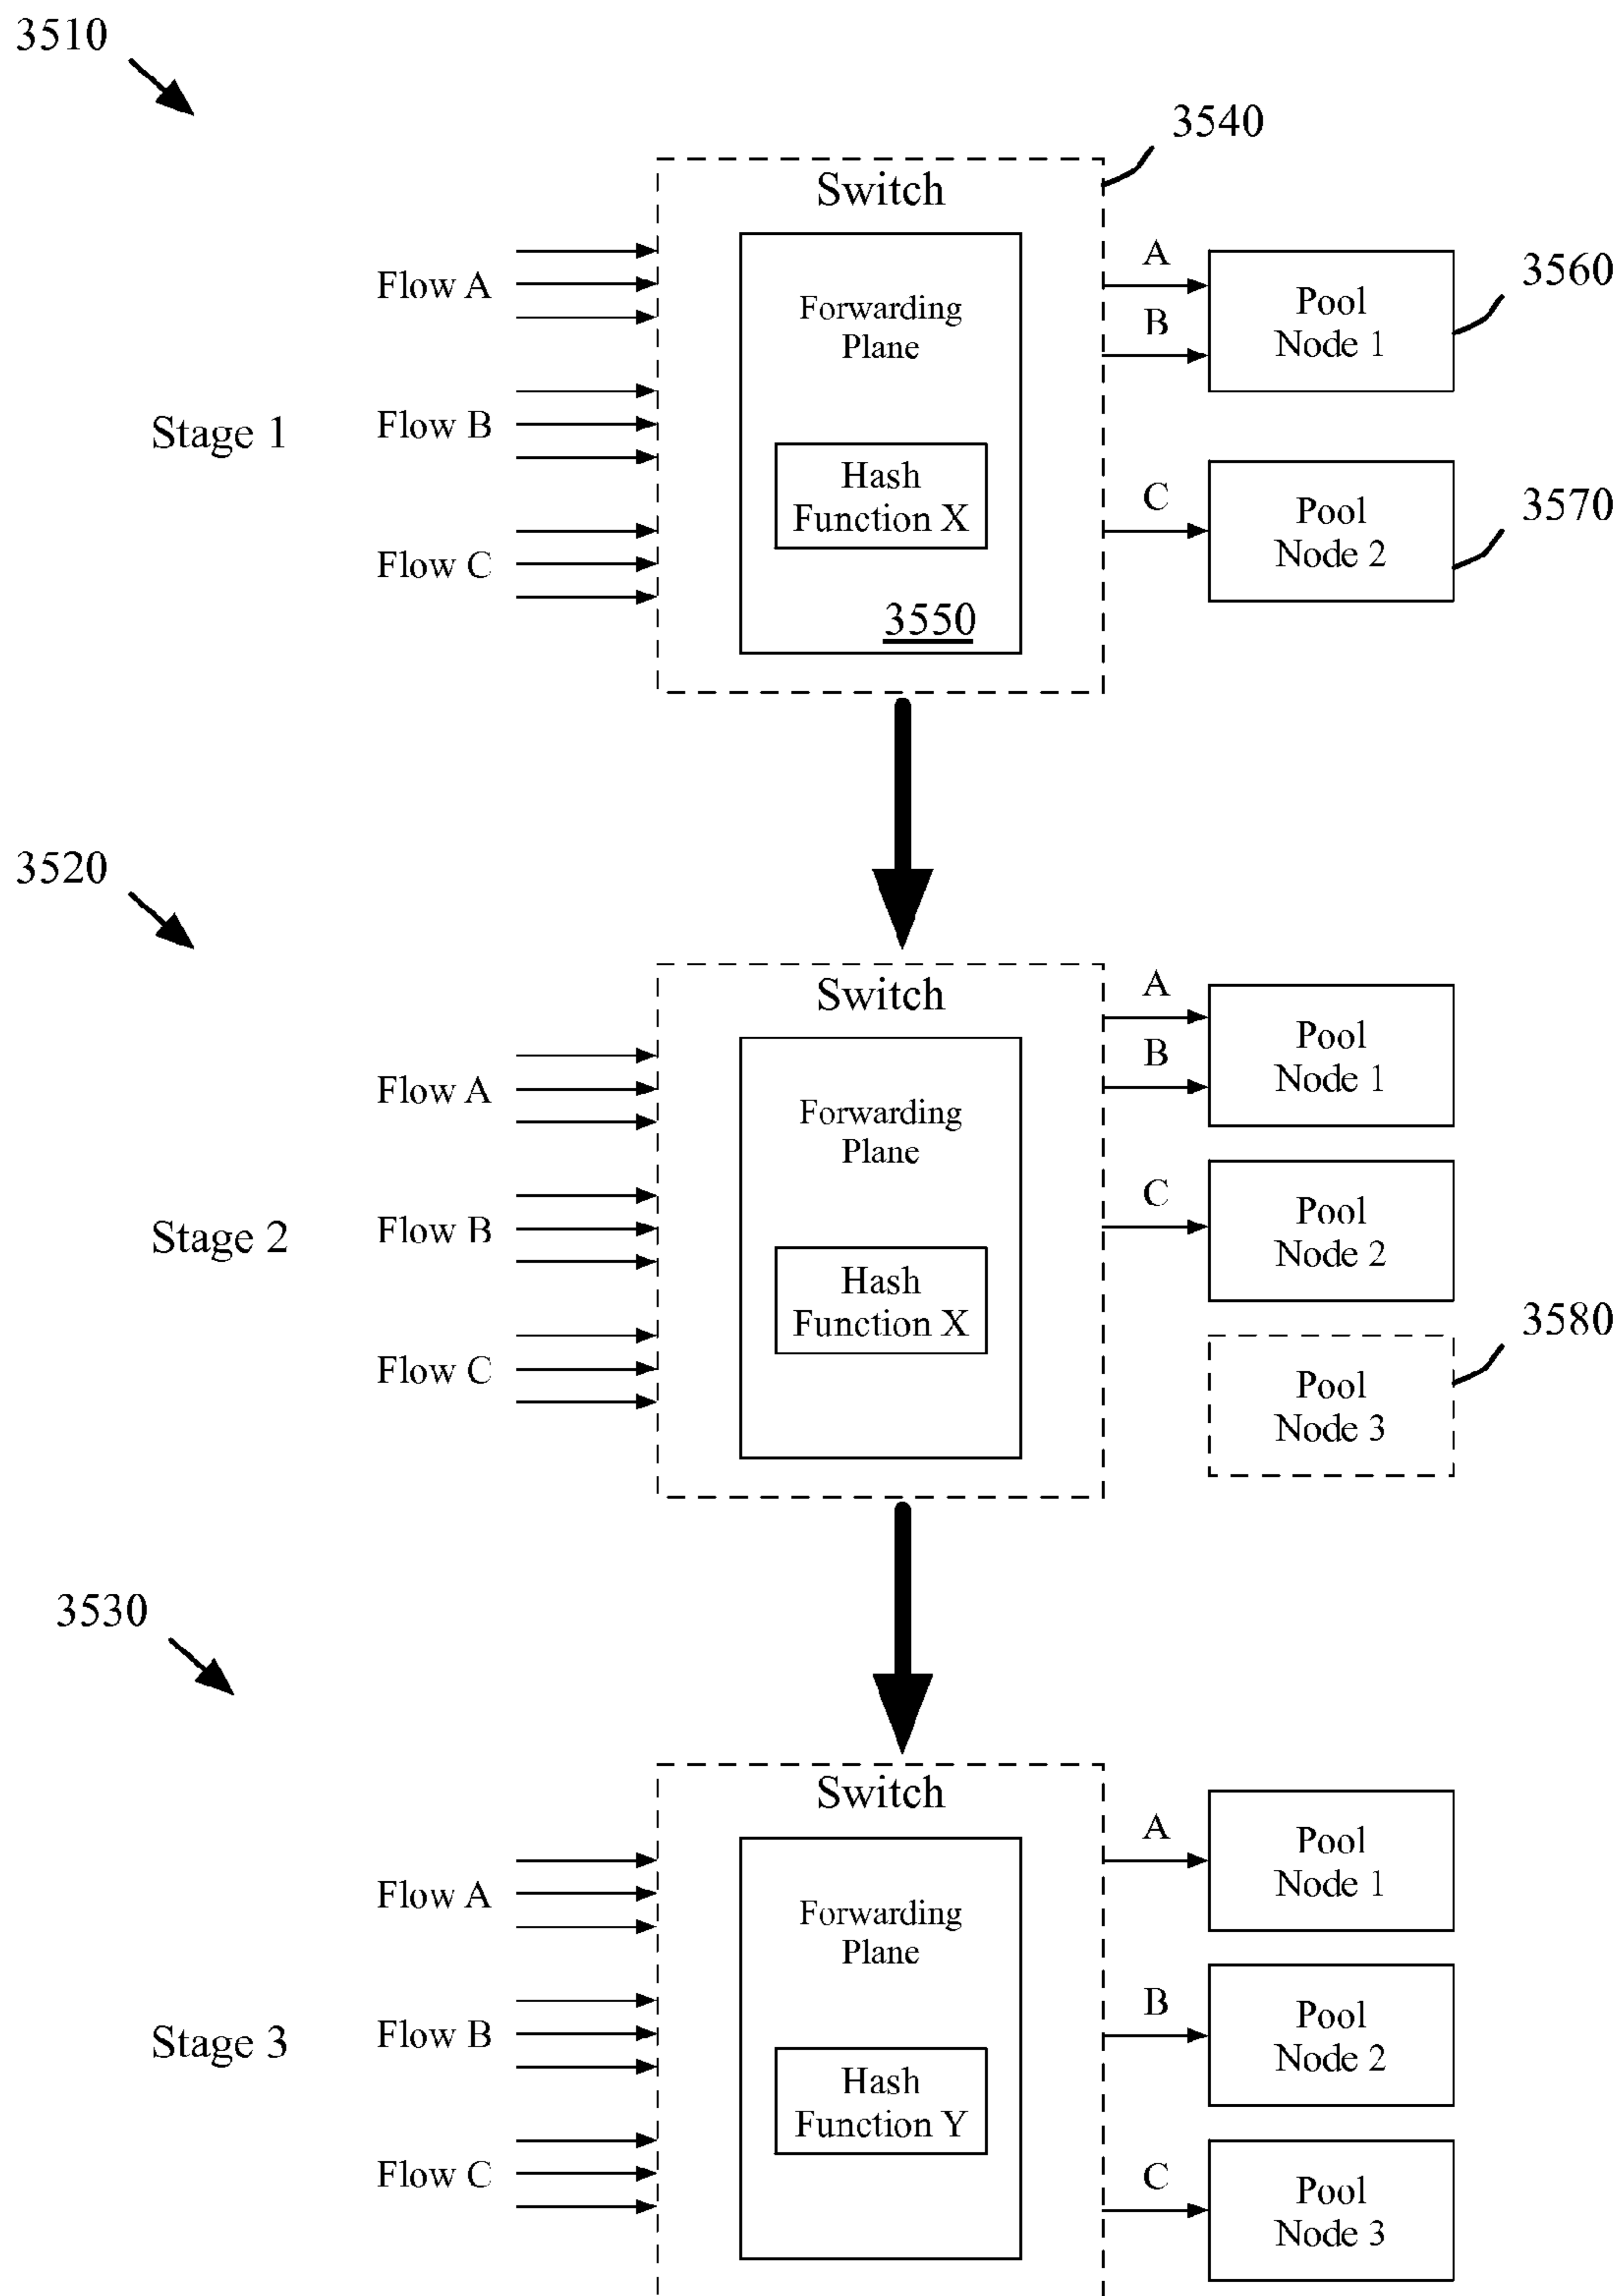 3510
3540
Switch
Flow A
Forwarding
Plane
A
B
Pool
Node 1
3560
Stage 1
Flow B
Hash
Function X
C
Pool
Node 2
3570
Flow C
3550
3520
Switch
Flow A
Forwarding
Plane
A
B
Pool
Node 1
Stage 2
Flow B
Hash
Function X
C
Pool
Node 2
Flow C
Pool
Node 3
3580
3530
Switch
Flow A
Forwarding
Plane
A
Pool
Node 1
Stage 3
Flow B
Hash
Function Y
B
Pool
Node 2
Flow C
C
Pool
Node 3